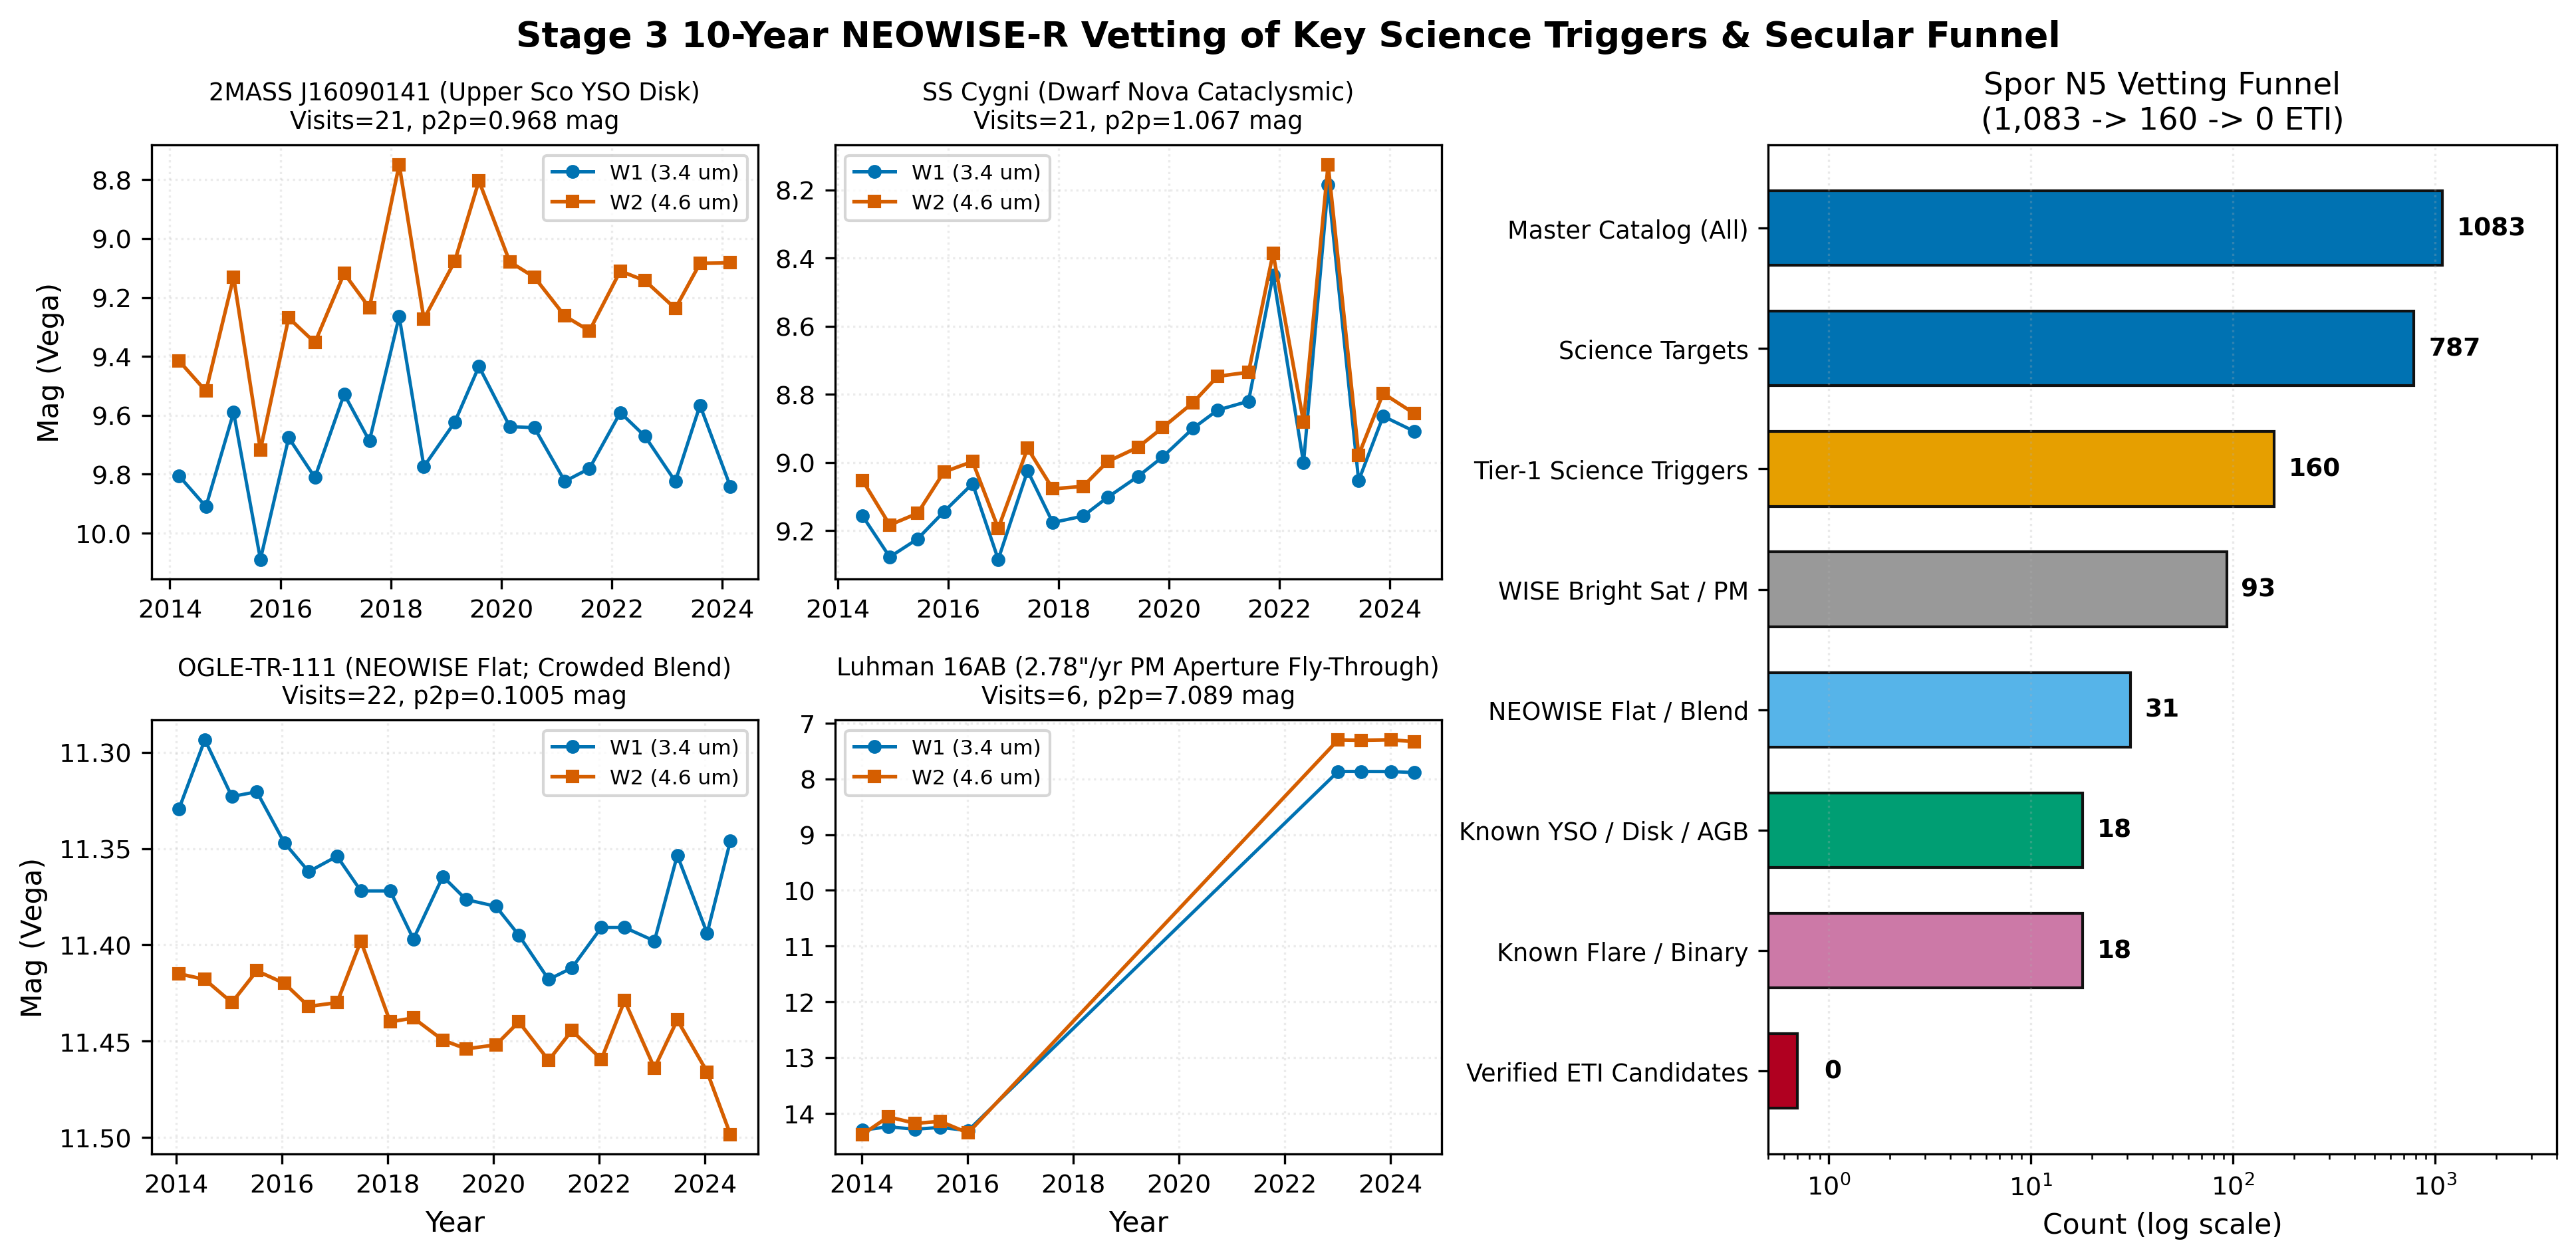 Stage 3 10-Year NEOWISE-R Vetting of Key Science Triggers & Secular Funnel
2MASS J16090141 (Upper Sco YSO Disk)
Visits=21, p2p=0.968 mag
W1 (3.4 um)
W2 (4.6 um)
Mag (Vega)
8.8
9.0
9.2
9.4
9.6
9.8
10.0
2014
2016
2018
2020
2022
2024
SS Cygni (Dwarf Nova Cataclysmic)
Visits=21, p2p=1.067 mag
W1 (3.4 um)
W2 (4.6 um)
8.2
8.4
8.6
8.8
9.0
9.2
2014
2016
2018
2020
2022
2024
OGLE-TR-111 (NEOWISE Flat; Crowded Blend)
Visits=22, p2p=0.1005 mag
W1 (3.4 um)
W2 (4.6 um)
Mag (Vega)
11.30
11.35
11.40
11.45
11.50
2014
2016
2018
2020
2022
2024
Year
Luhman 16AB (2.78"/yr PM Aperture Fly-Through)
Visits=6, p2p=7.089 mag
W1 (3.4 um)
W2 (4.6 um)
7
8
9
10
11
12
13
14
2014
2016
2018
2020
2022
2024
Year
Spor N5 Vetting Funnel
(1,083 -> 160 -> 0 ETI)
Master Catalog (All) 1083
Science Targets 787
Tier-1 Science Triggers 160
WISE Bright Sat / PM 93
NEOWISE Flat / Blend 31
Known YSO / Disk / AGB 18
Known Flare / Binary 18
Verified ETI Candidates 0
10⁰
10¹
10²
10³
Count (log scale)